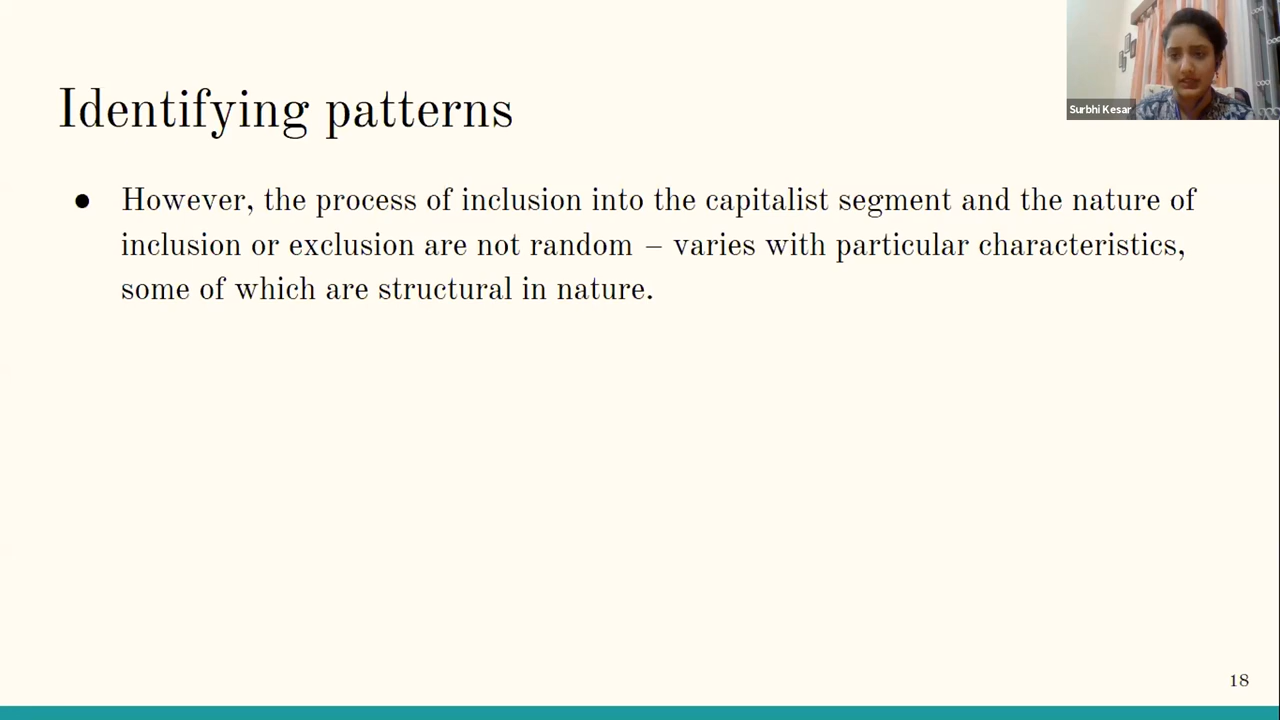 Identifying patterns
Surbhi Kesar
● However, the process of inclusion into the capitalist segment and the nature of
inclusion or exclusion are not random – varies with particular characteristics,
some of which are structural in nature.
18